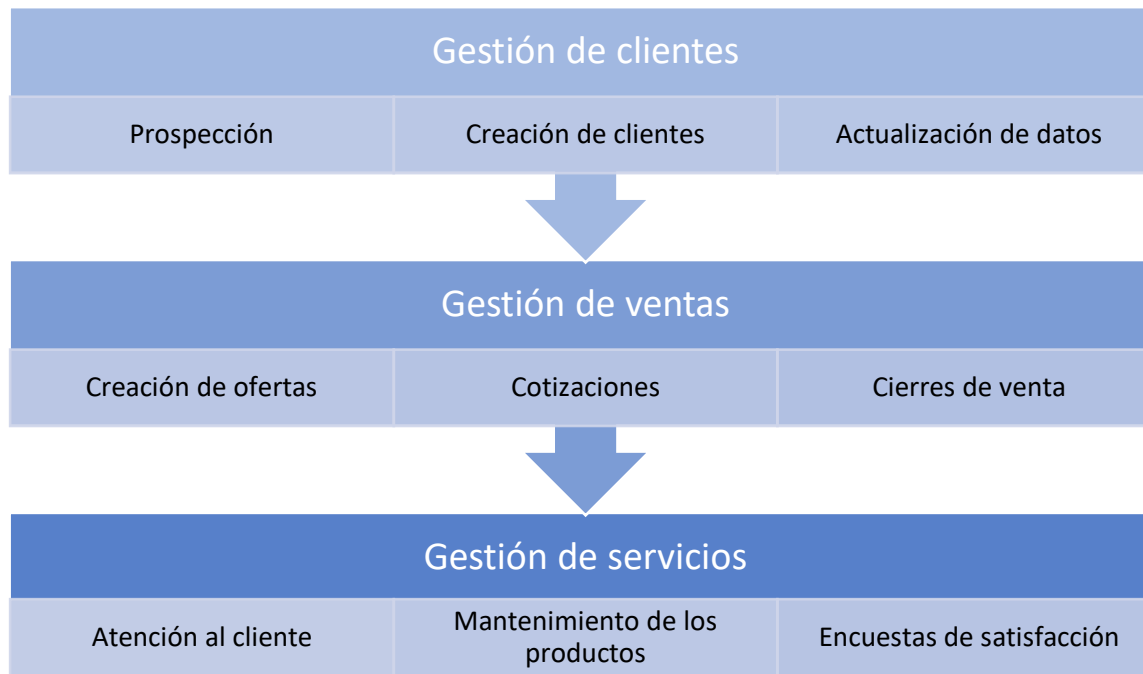 Gestión de clientes
Prospección
Creación de clientes
Actualización de datos
Gestión de ventas
Creación de ofertas
Cotizaciones
Cierres de venta
Gestión de servicios
Atención al cliente
Mantenimiento de los
productos
Encuestas de satisfacción